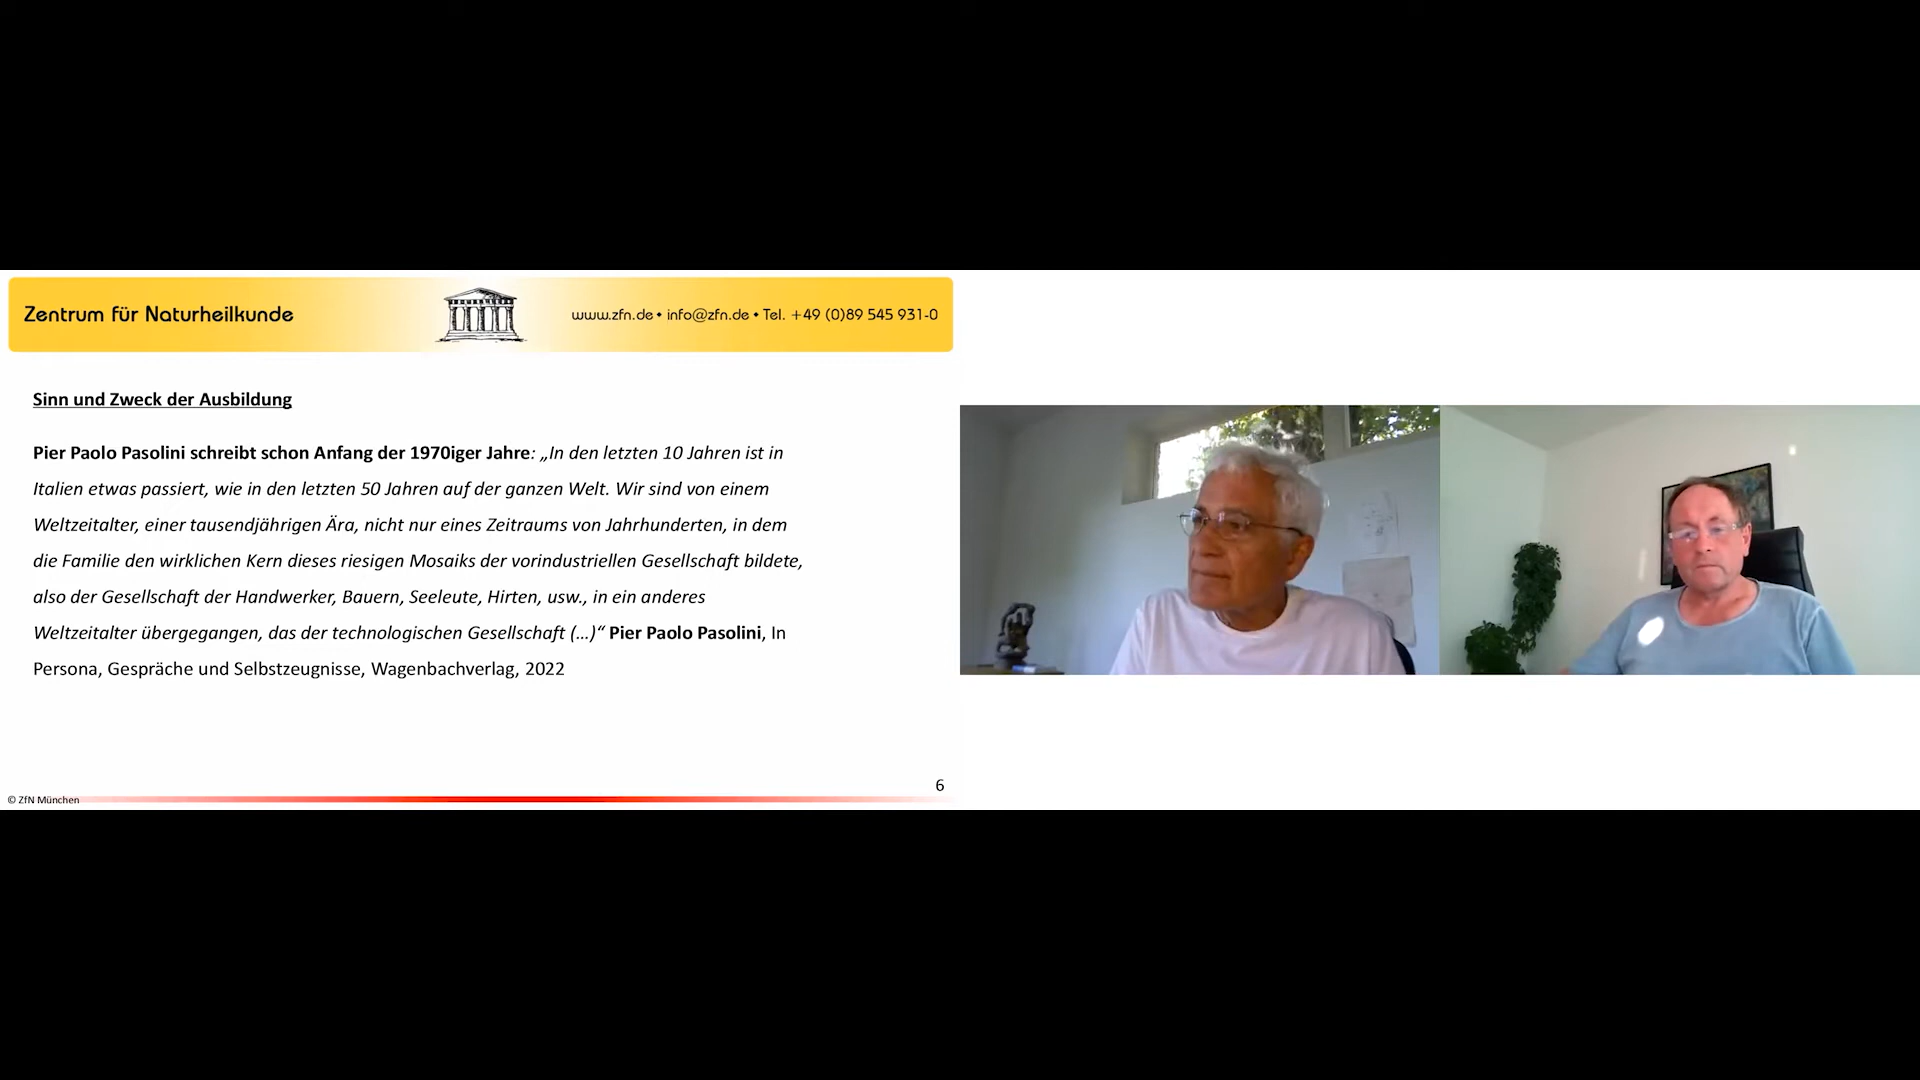 Zentrum für Naturheilkunde
www.zfn.de • info@zfn.de • Tel. +49 (0)89 545 931-0
Sinn und Zweck der Ausbildung
Pier Paolo Pasolini schreibt schon Anfang der 1970iger Jahre: „In den letzten 10 Jahren ist in
Italien etwas passiert, wie in den letzten 50 Jahren auf der ganzen Welt. Wir sind von einem
Weltzeitalter, einer tausendjährigen Ära, nicht nur eines Zeitraums von Jahrhunderten, in dem
die Familie den wirklichen Kern dieses riesigen Mosaiks der vorindustriellen Gesellschaft bildete,
also der Gesellschaft der Handwerker, Bauern, Seeleute, Hirten, usw., in ein anderes
Weltzeitalter übergegangen, das der technologischen Gesellschaft (…)“ Pier Paolo Pasolini, In
Persona, Gespräche und Selbstzeugnisse, Wagenbachverlag, 2022
6
© ZfN München